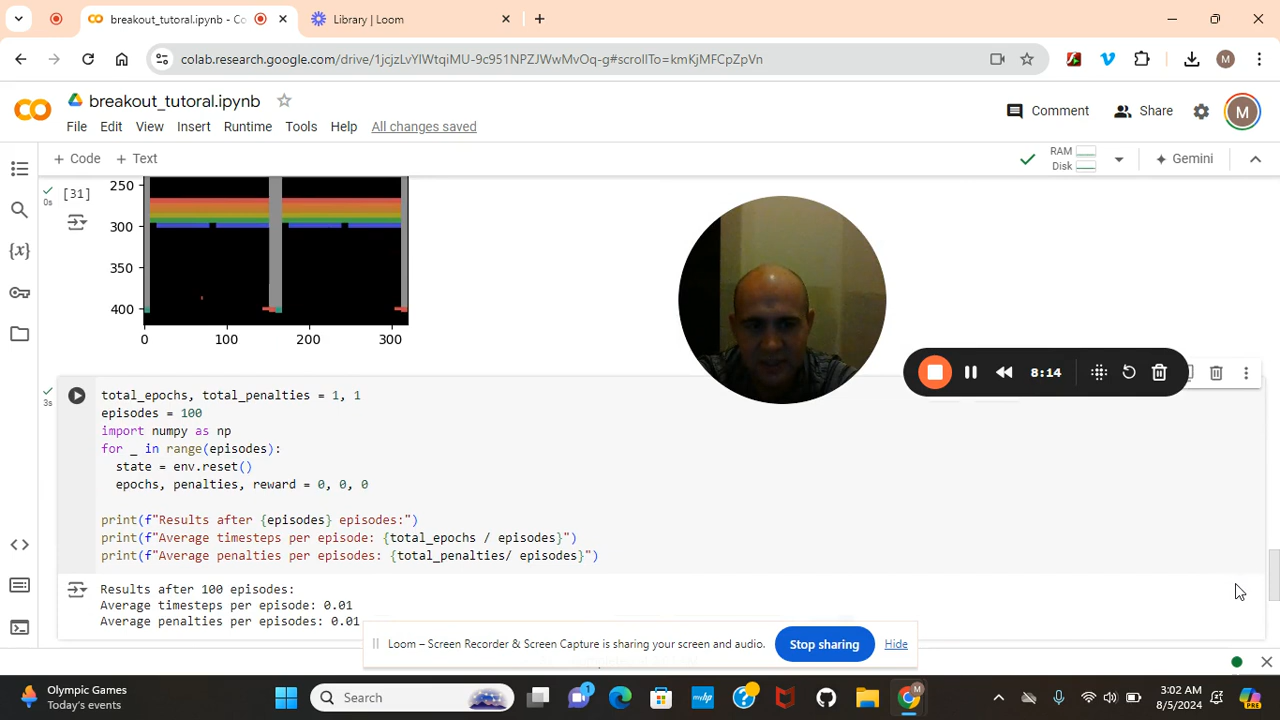 breakout_tutoral.ipynb - Co
Library | Loom
colab.research.google.com/drive/1jcjzLvYlWtqiMU-9c951NPZJWwMvOq-g#scrollTo=kmKjMFCpZpVn
M
breakout_tutoral.ipynb
Comment
Share
M
File Edit View Insert Runtime Tools Help All changes saved
+ Code + Text
RAM
Disk
Gemini
250
[31]
0s
{x}
300
350
400
0 100 200 300
8:14
3s
total_epochs, total_penalties = 1, 1
episodes = 100
import numpy as np
for _ in range(episodes):
state = env.reset()
epochs, penalties, reward = 0, 0, 0
print(f"Results after {episodes} episodes:")
print(f"Average timesteps per episode: {total_epochs / episodes}")
print(f"Average penalties per episodes: {total_penalties/ episodes}")
Results after 100 episodes:
Average timesteps per episode: 0.01
Average penalties per episodes: 0.01
Loom – Screen Recorder & Screen Capture is sharing your screen and audio.
Stop sharing
Hide
Olympic Games
Today's events
Search
1
M
3:02 AM
8/5/2024
PRE